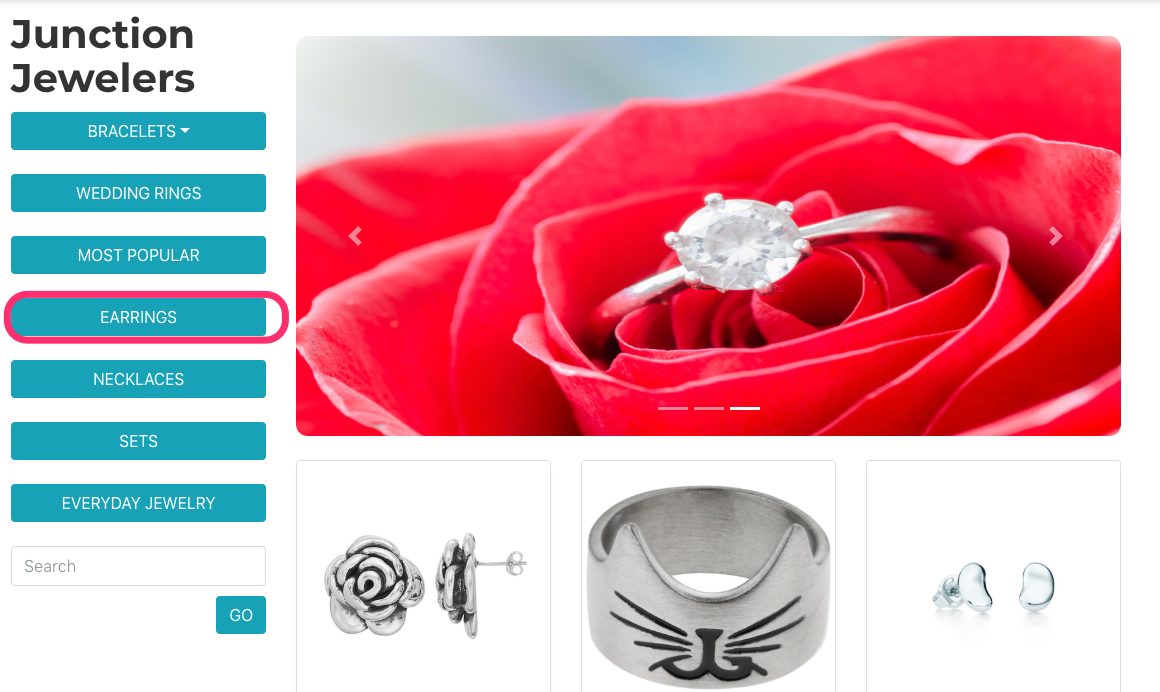 Junction
Jewelers
BRACELETS
WEDDING RINGS
MOST POPULAR
EARRINGS
NECKLACES
SETS
EVERYDAY JEWELRY
Search
GO